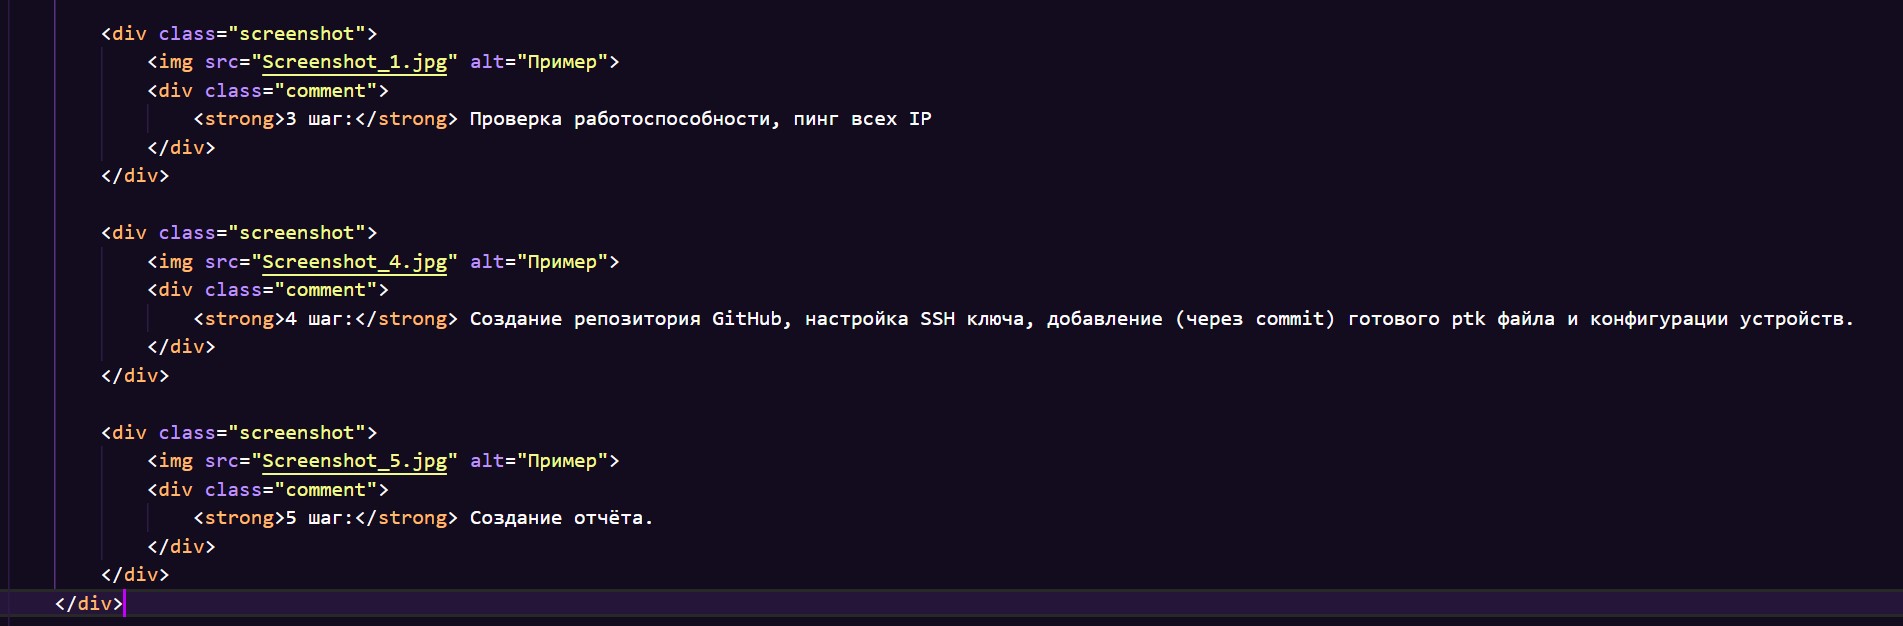 <div class="screenshot">
<img src="Screenshot_1.jpg" alt="Пример">
<div class="comment">
<strong>3 шаг:</strong> Проверка работоспособности, пинг всех IP
</div>
</div>
<div class="screenshot">
<img src="Screenshot_4.jpg" alt="Пример">
<div class="comment">
<strong>4 шаг:</strong> Создание репозитория GitHub, настройка SSH ключа, добавление (через commit) готового ptk файла и конфигурации устройств.
</div>
</div>
<div class="screenshot">
<img src="Screenshot_5.jpg" alt="Пример">
<div class="comment">
<strong>5 шаг:</strong> Создание отчёта.
</div>
</div>
</div>